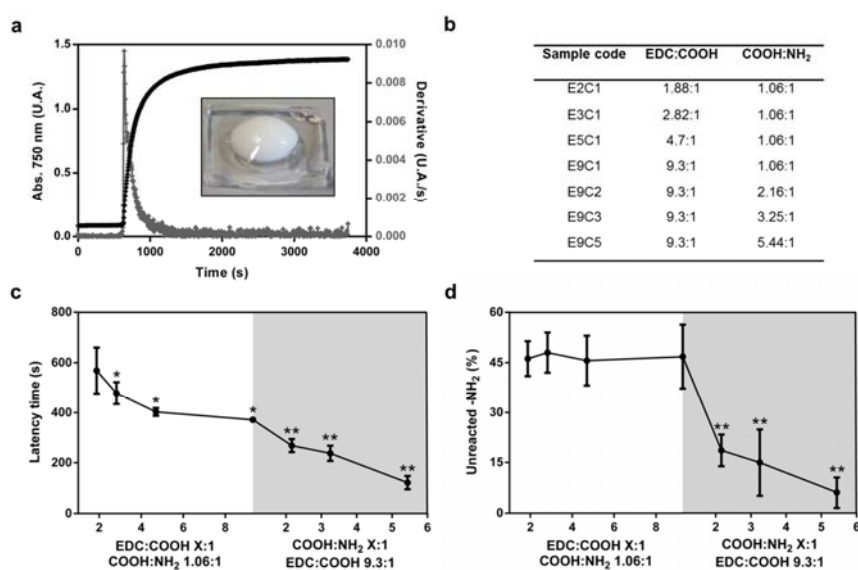 a
Abs. 750 nm (U.A.)
1.5
1.0
0.5
0.0
0.010
0.008
0.006
0.004
0.002
0.000
Derivative (U.A./s)
0 1000 2000 3000 4000
Time (s)
b
Sample code EDC:COOH COOH:NH₂
E2C1 1.88:1 1.06:1
E3C1 2.82:1 1.06:1
E5C1 4.7:1 1.06:1
E9C1 9.3:1 1.06:1
E9C2 9.3:1 2.16:1
E9C3 9.3:1 3.25:1
E9C5 9.3:1 5.44:1
c
Latency time (s)
800
600
400
200
0
* * * ** ** **
2 4 6 8 2 3 5 6
EDC:COOH X:1 COOH:NH₂ X:1
COOH:NH₂ 1.06:1 EDC:COOH 9.3:1
d
Unreacted -NH₂ (%)
60
45
30
15
0
** ** **
2 4 6 8 2 3 4 5 6
EDC:COOH X:1 COOH:NH₂ X:1
COOH:NH₂ 1.06:1 EDC:COOH 9.3:1